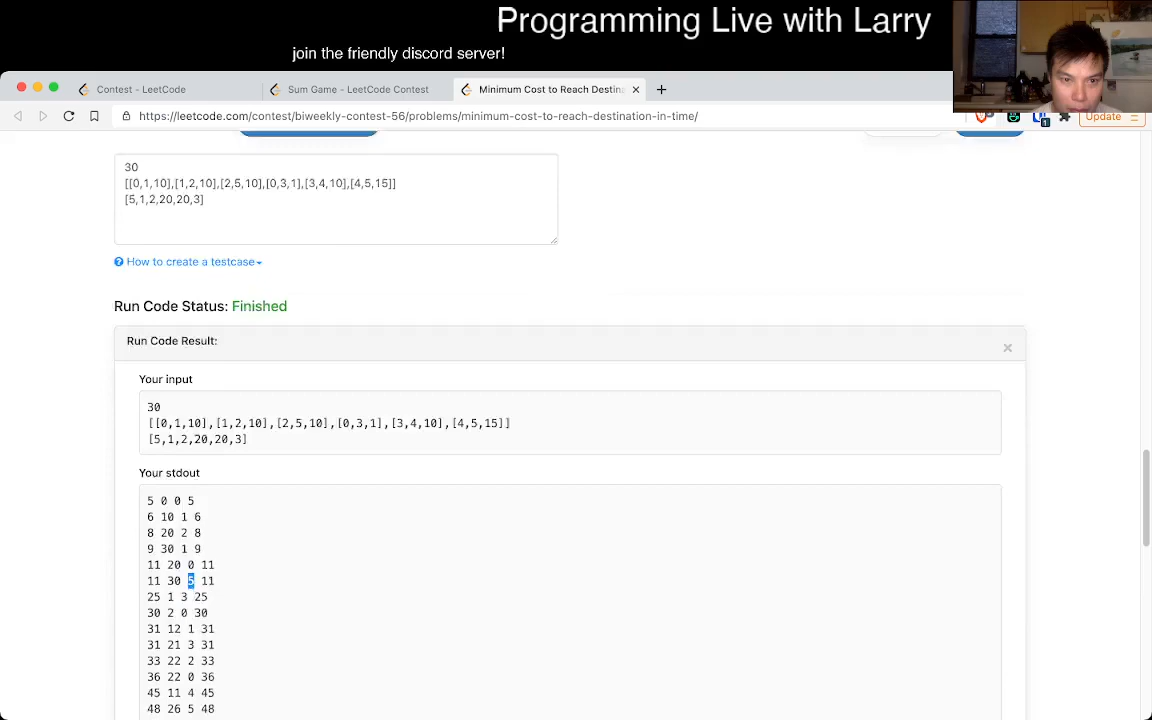 Programming Live with Larry
join the friendly discord server!
Contest - LeetCode
Sum Game - LeetCode Contest
Minimum Cost to Reach Destina
https://leetcode.com/contest/biweekly-contest-56/problems/minimum-cost-to-reach-destination-in-time/
Update
30
[[0,1,10],[1,2,10],[2,5,10],[0,3,1],[3,4,10],[4,5,15]]
[5,1,2,20,20,3]
How to create a testcase
Run Code Status: Finished
Run Code Result:
Your input
30
[[0,1,10],[1,2,10],[2,5,10],[0,3,1],[3,4,10],[4,5,15]]
[5,1,2,20,20,3]
Your stdout
5 0 0 5
6 10 1 6
8 20 2 8
9 30 1 9
11 20 0 11
11 30 5 11
25 1 3 25
30 2 0 30
31 12 1 31
31 21 3 31
33 22 2 33
36 22 0 36
45 11 4 45
48 26 5 48